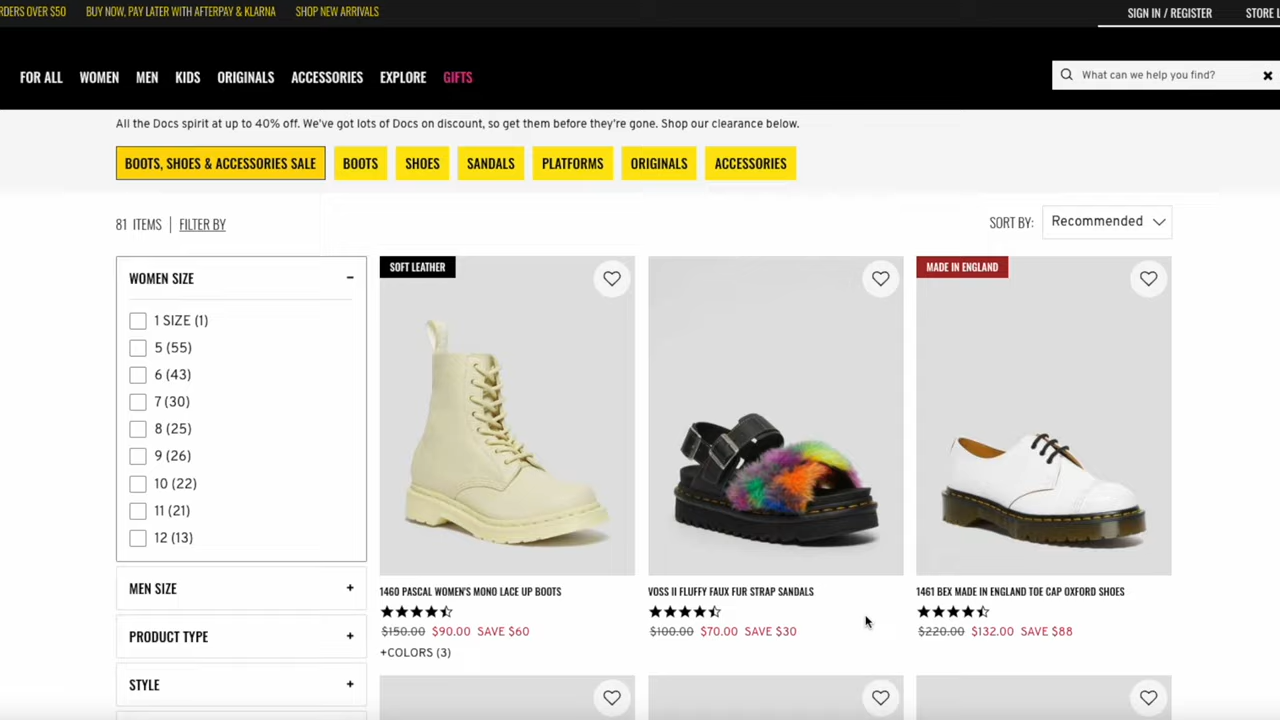 RDERS OVER $50 BUY NOW, PAY LATER WITH AFTERPAY & KLARNA SHOP NEW ARRIVALS SIGN IN / REGISTER STORE L
FOR ALL WOMEN MEN KIDS ORIGINALS ACCESSORIES EXPLORE GIFTS What can we help you find?
All the Docs spirit at up to 40% off. We've got lots of Docs on discount, so get them before they're gone. Shop our clearance below.
BOOTS, SHOES & ACCESSORIES SALE BOOTS SHOES SANDALS PLATFORMS ORIGINALS ACCESSORIES
81 ITEMS | FILTER BY SORT BY: Recommended
WOMEN SIZE
1 SIZE (1)
5 (55)
6 (43)
7 (30)
8 (25)
9 (26)
10 (22)
11 (21)
12 (13)
MEN SIZE
PRODUCT TYPE
STYLE
SOFT LEATHER
1460 PASCAL WOMEN'S MONO LACE UP BOOTS
$150.00 $90.00 SAVE $60
+COLORS (3)
VOSS II FLUFFY FAUX FUR STRAP SANDALS
$100.00 $70.00 SAVE $30
MADE IN ENGLAND
1461 BEX MADE IN ENGLAND TOE CAP OXFORD SHOES
$220.00 $132.00 SAVE $88